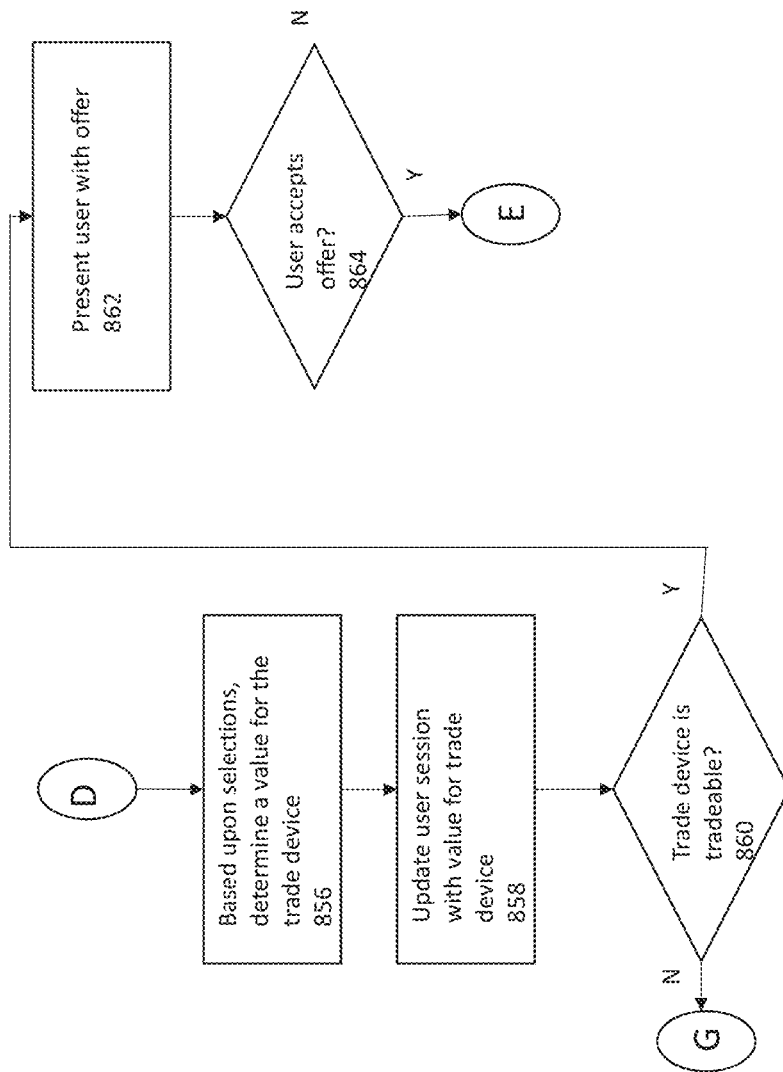 D
Based upon selections,
determine a value for the
trade device
856
Update user session
with value for trade
device
858
Trade device is
tradeable?
860
N
G
Y
Present user with offer
862
User accepts
offer?
864
N
Y
E